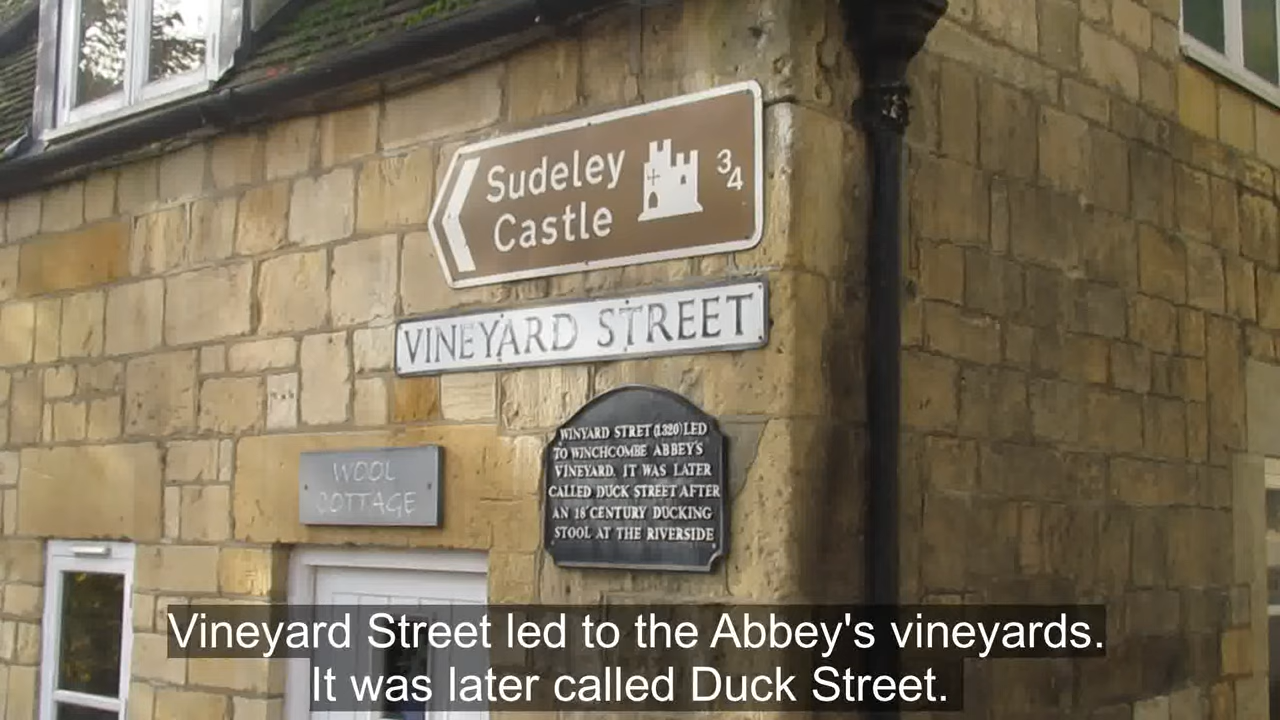 Sudeley
Castle
3/4
VINEYARD STREET
WINYARD STRET (1320) LED
TO WINCHCOMBE ABBEY'S
VINEYARD. IT WAS LATER
CALLED DUCK STREET AFTER
AN 18 CENTURY DUCKING
STOOL AT THE RIVERSIDE
WOOL
COTTAGE
Vineyard Street led to the Abbey's vineyards.
It was later called Duck Street.